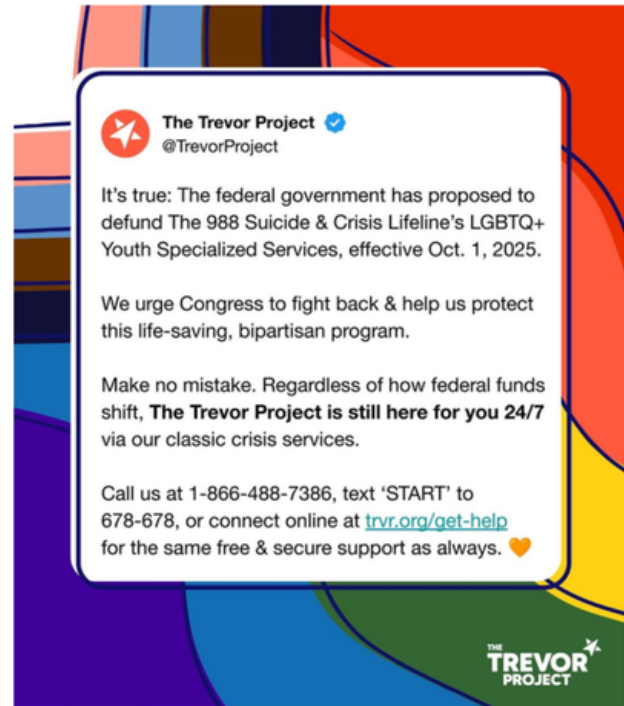 The Trevor Project
@TrevorProject
It’s true: The federal government has proposed to
defund The 988 Suicide & Crisis Lifeline’s LGBTQ+
Youth Specialized Services, effective Oct. 1, 2025.
We urge Congress to fight back & help us protect
this life-saving, bipartisan program.
Make no mistake. Regardless of how federal funds
shift, The Trevor Project is still here for you 24/7
via our classic crisis services.
Call us at 1-866-488-7386, text ‘START’ to
678-678, or connect online at trvr.org/get-help
for the same free & secure support as always. 🧡
THE
TREVOR
PROJECT